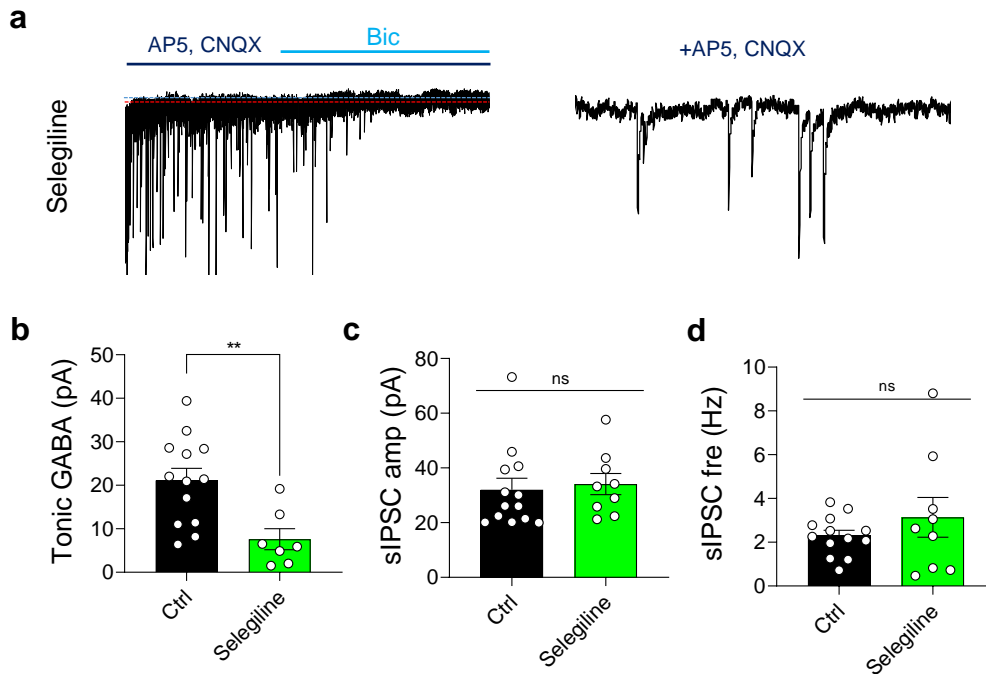 a
Bic
AP5, CNQX
+AP5, CNQX
Selegiline
b
**
Tonic GABA (pA)
50
40
30
20
10
0
Ctrl
Selegiline
c
ns
sIPSC amp (pA)
80
60
40
20
0
Ctrl
Selegiline
d
ns
sIPSC fre (Hz)
10
8
6
4
2
0
Ctrl
Selegiline